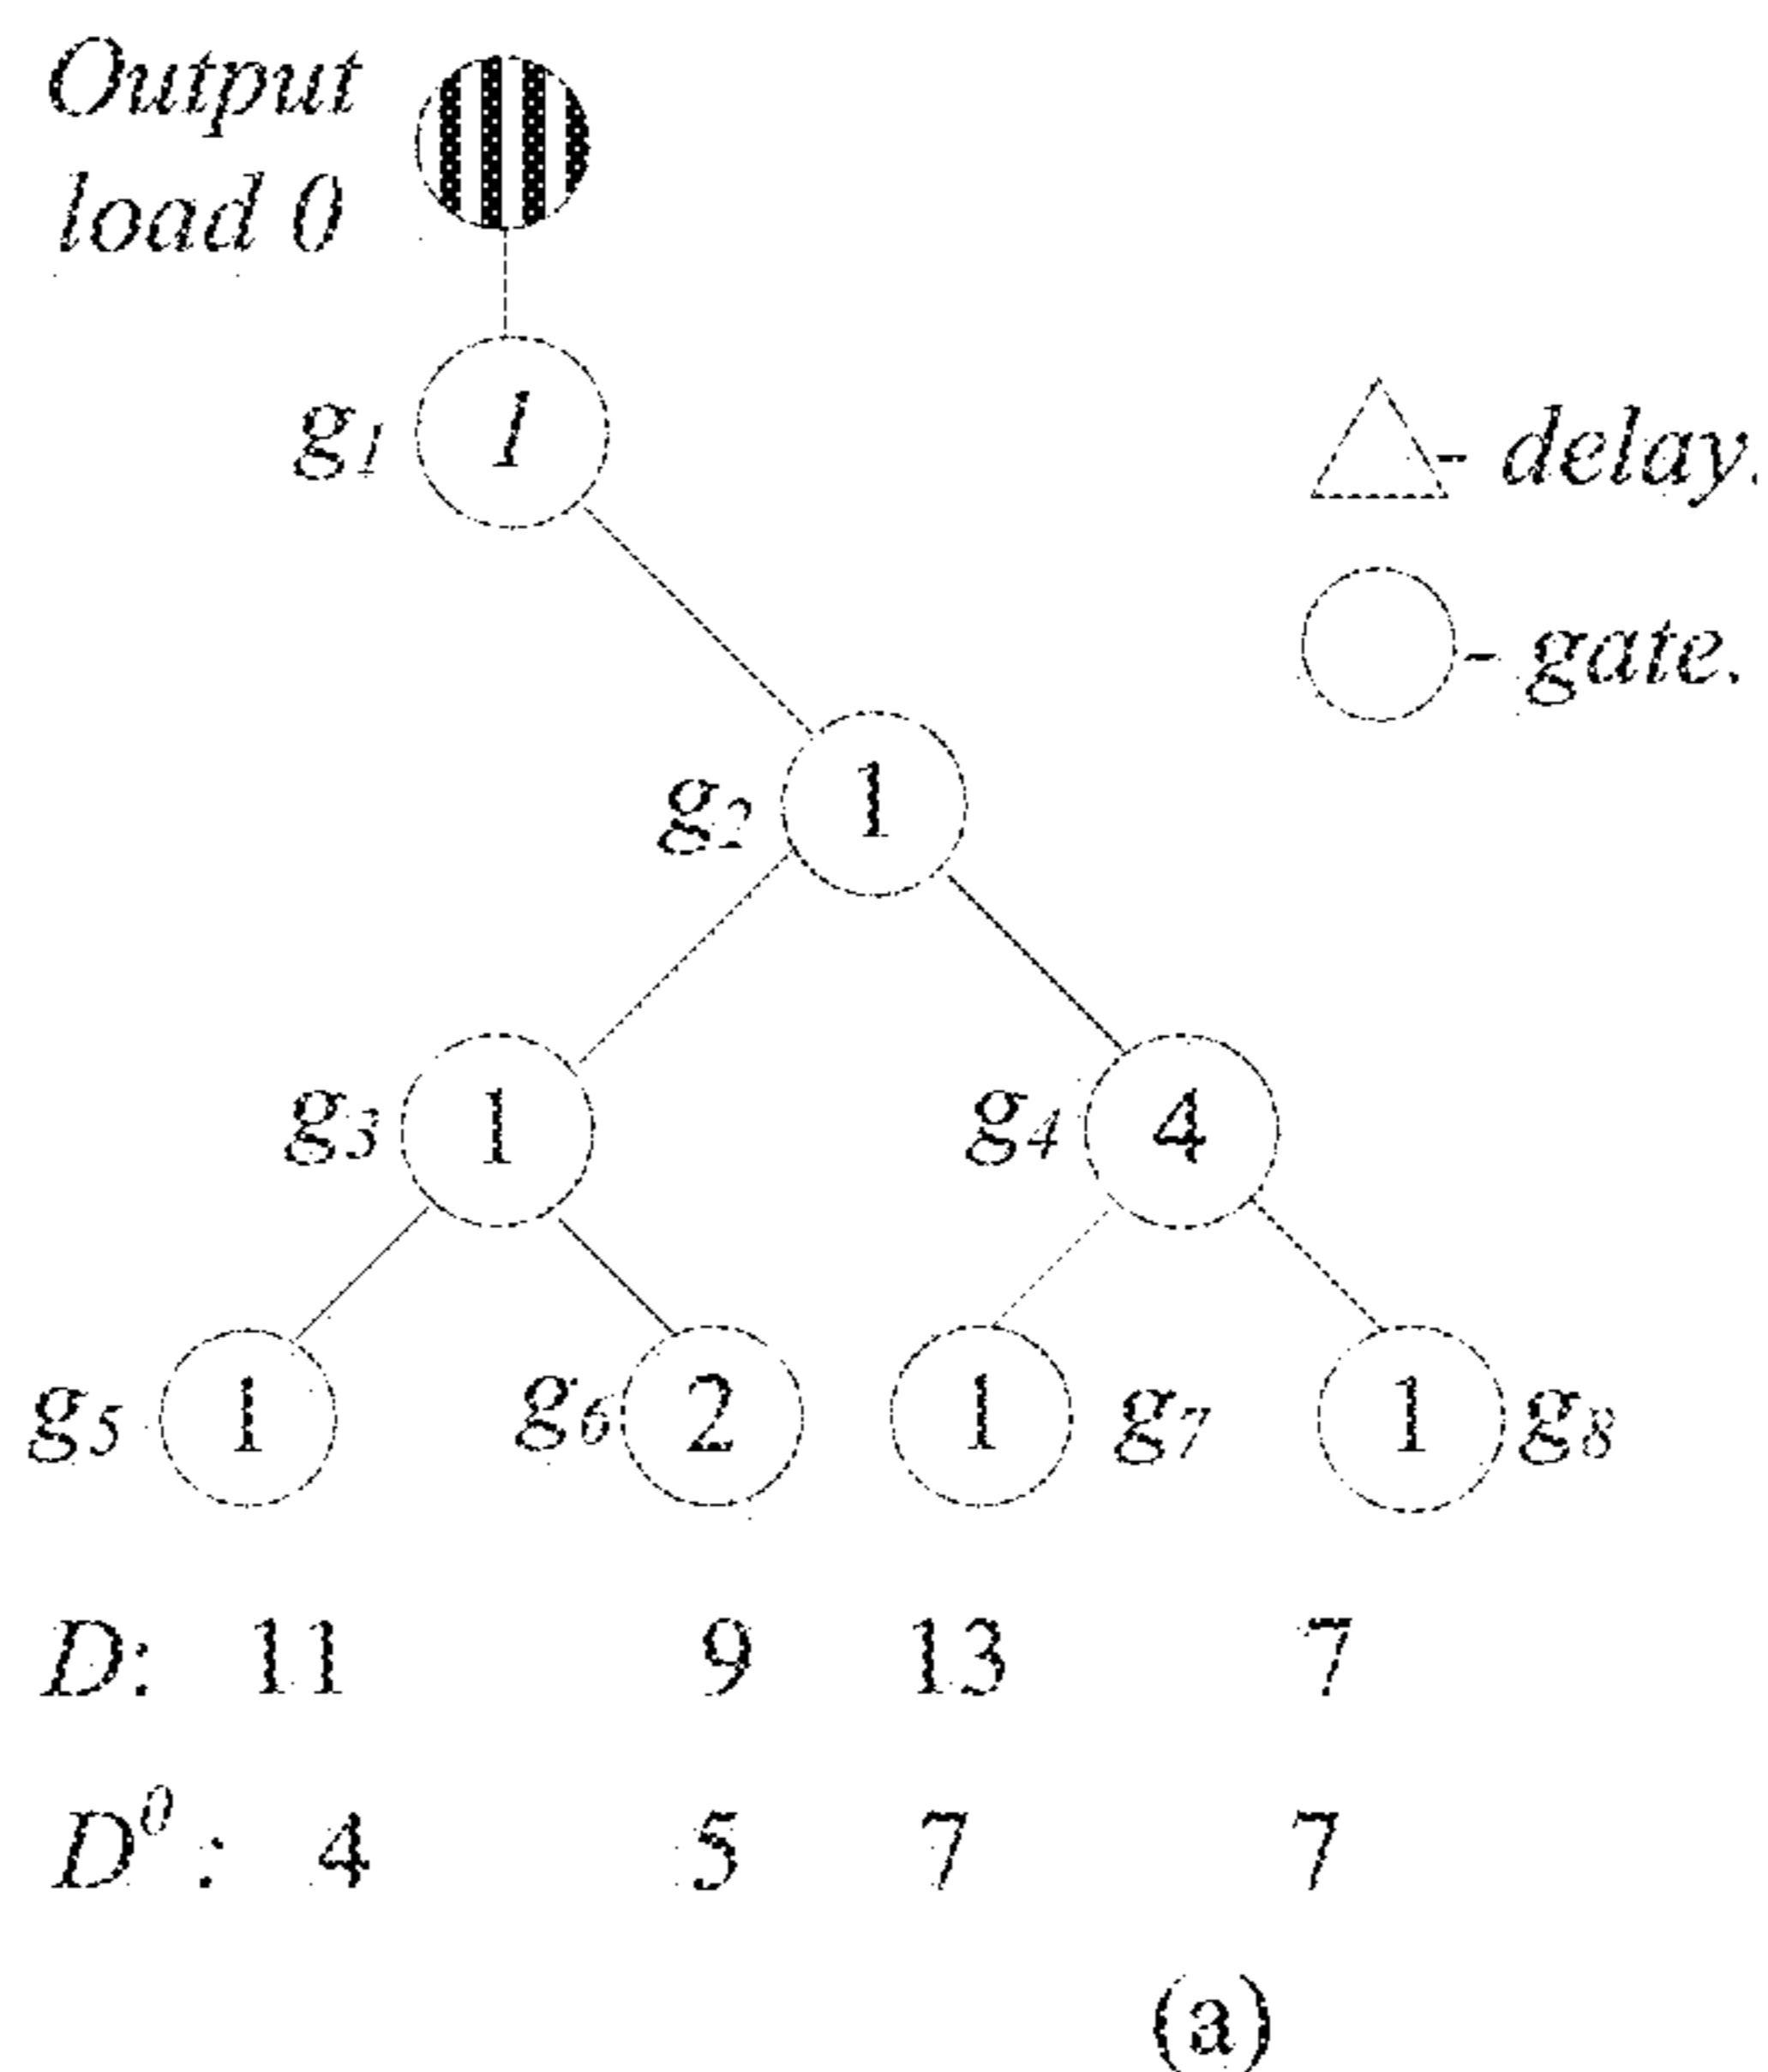 Output
load 0
g1 1
- delay.
- gate.
g2 1
g3 1
g4 4
g5 1
g6 2
1 g7
1 g8
D: 11 9 13 7
D⁰: 4 5 7 7
(a)